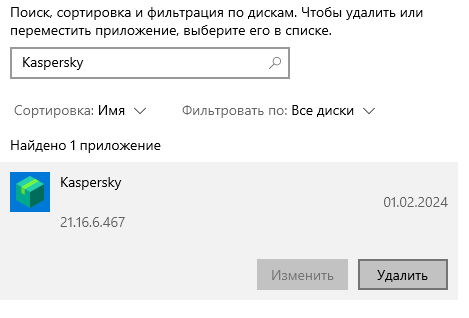 Поиск, сортировка и фильтрация по дискам. Чтобы удалить или
переместить приложение, выберите его в списке.
Kaspersky
Сортировка: Имя Фильтровать по: Все диски
Найдено 1 приложение
Kaspersky
01.02.2024
21.16.6.467
Изменить Удалить